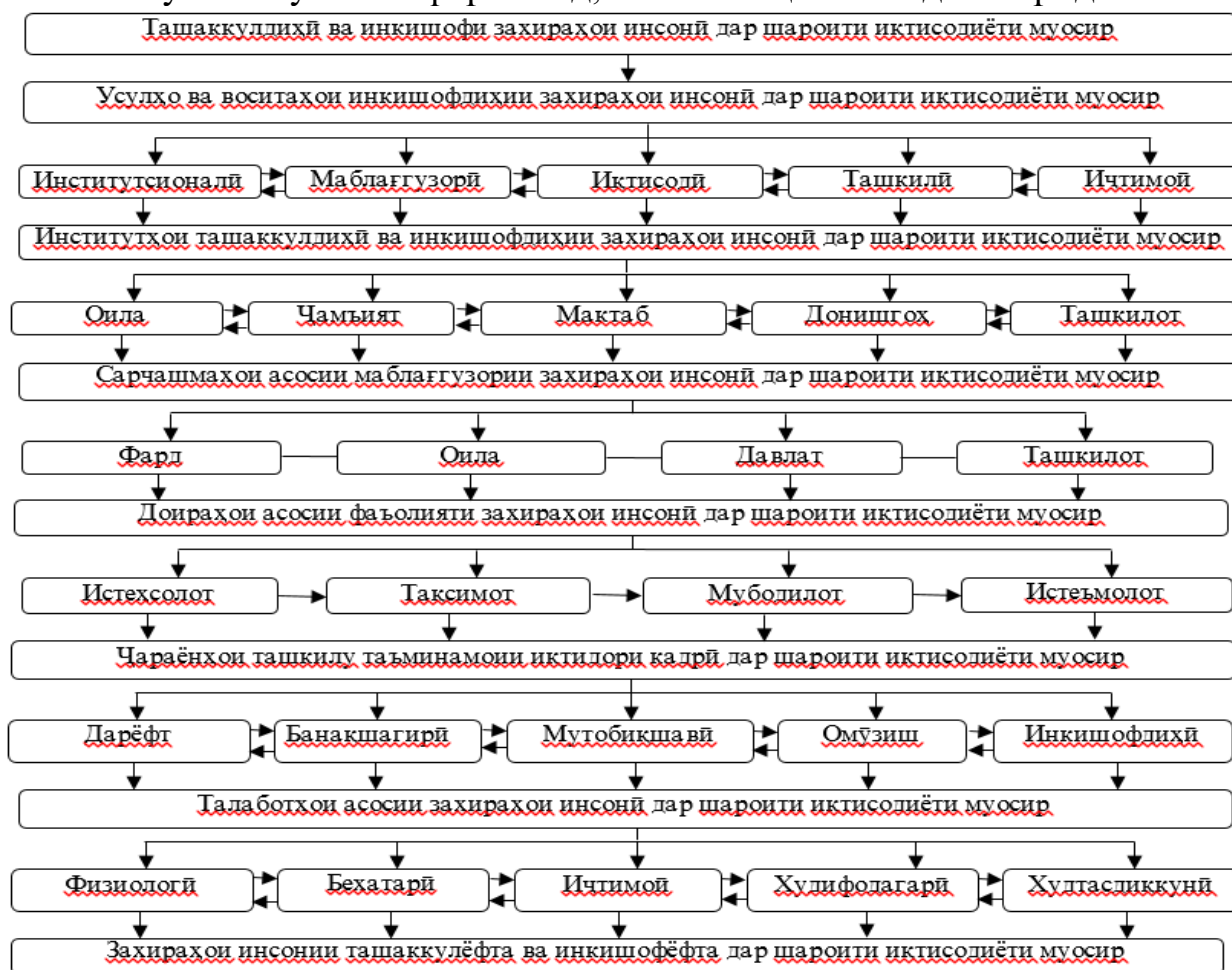 Ташаккулдиҳӣ ва инкишофи захираҳои инсонӣ дар шароити иқтисодиёти муосир
Усулҳо ва воситаҳои инкишофдиҳии захираҳои инсонӣ дар шароити иқтисодиёти муосир
Институтсионалӣ Маблағгузорӣ Иқтисодӣ Ташкилӣ Иҷтимоӣ
Институтҳои ташаккулдиҳӣ ва инкишофдиҳии захираҳои инсонӣ дар шароити иқтисодиёти муосир
Оила Ҷамъият Мактаб Донишгоҳ Ташкилот
Сарчашмаҳои асосии маблағгузории захираҳои инсонӣ дар шароити иқтисодиёти муосир
Фард Оила Давлат Ташкилот
Доираҳои асосии фаъолияти захираҳои инсонӣ дар шароити иқтисодиёти муосир
Истеҳсолот Тақсимот Мубодилот Истеъмолот
Ҷараёнҳои ташкилу таъминамоии иқтидори кадрӣ дар шароити иқтисодиёти муосир
Дарёфт Банақшагирӣ Мутобиқшавӣ Омӯзиш Инкишофдиҳӣ
Талаботҳои асосии захираҳои инсонӣ дар шароити иқтисодиёти муосир
Физиологӣ Бехатарӣ Иҷтимоӣ Худифодагарӣ Худтасдиққунӣ
Захираҳои инсонии ташаккулёфта ва инкишофёфта дар шароити иқтисодиёти муосир